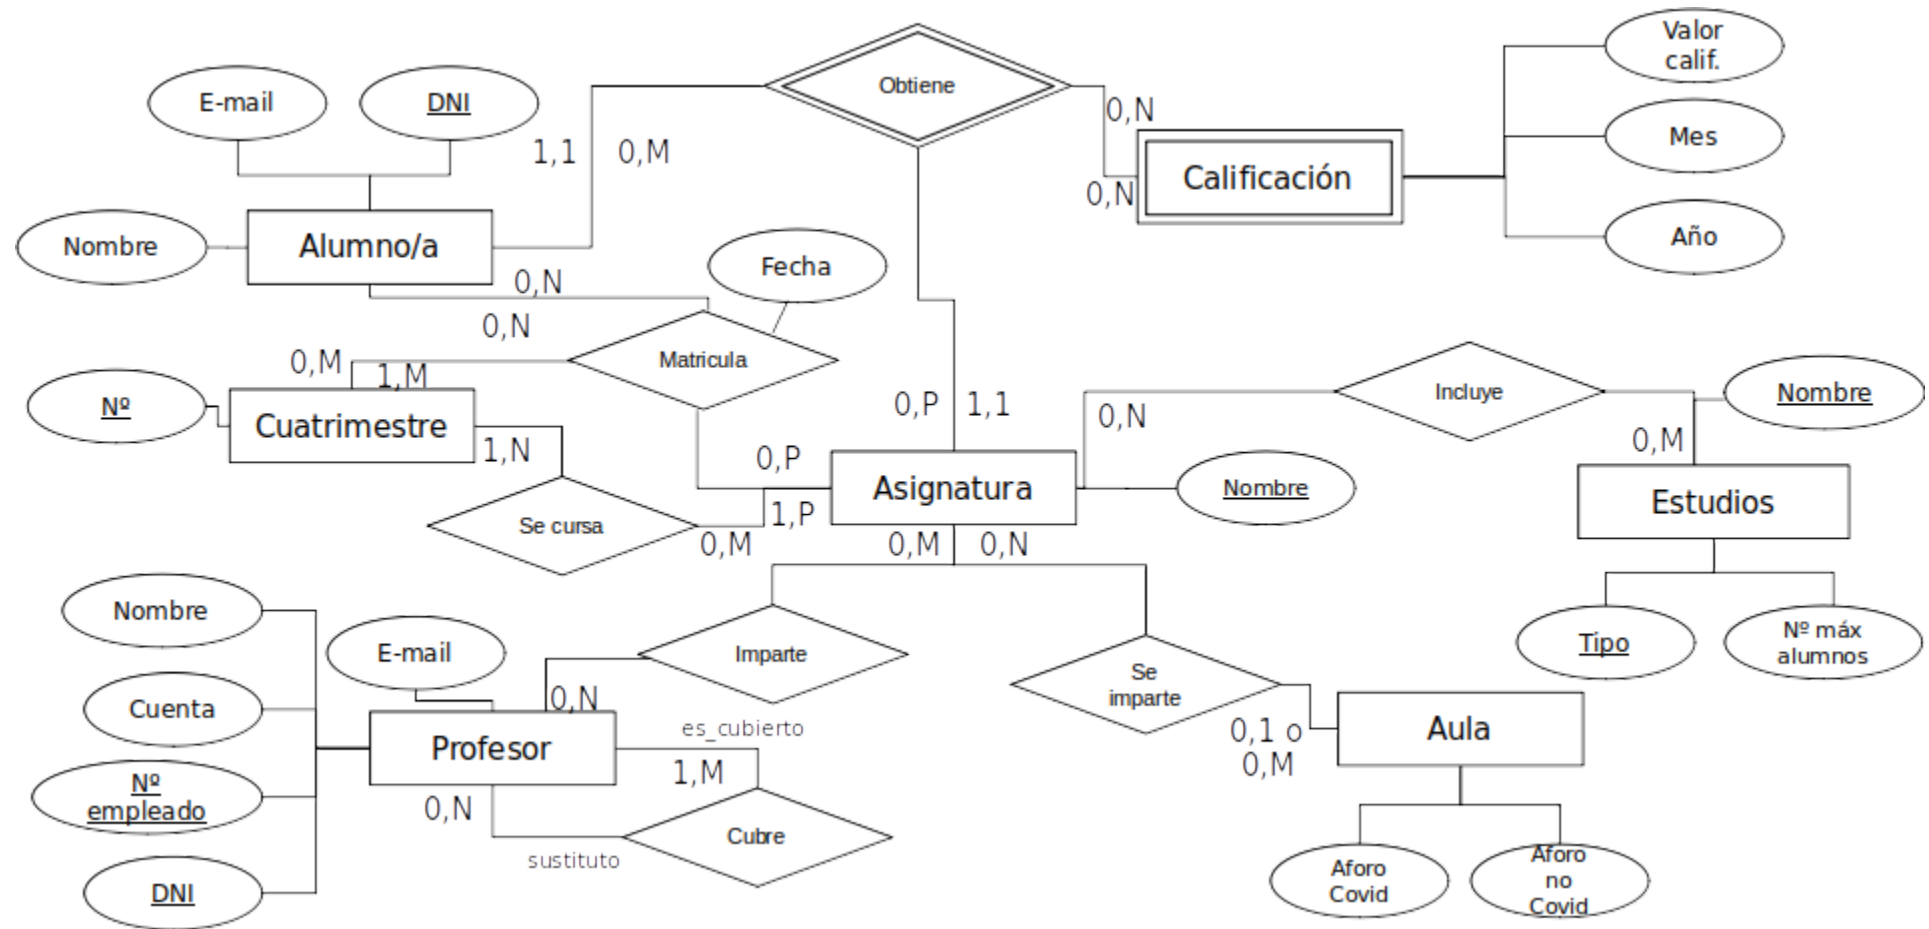 Valor
calif.
Obtiene
E-mail
DNI
0,N
Mes
1,1
0,M
Calificación
0,N
Año
Nombre
Alumno/a
Fecha
0,N
0,N
Matricula
0,M
1,M
Incluye
Nombre
Nº
Cuatrimestre
0,P
1,1
0,N
0,M
1,N
0,P
Asignatura
Nombre
Estudios
Se cursa
1,P
0,M
0,M
0,N
Nombre
E-mail
Imparte
Se
imparte
Tipo
Nº máx
alumnos
Cuenta
0,N
es_cubierto
Profesor
1,M
0,1 o
0,M
Aula
Nº
empleado
0,N
Cubre
sustituto
DNI
Aforo
Covid
Aforo
no
Covid